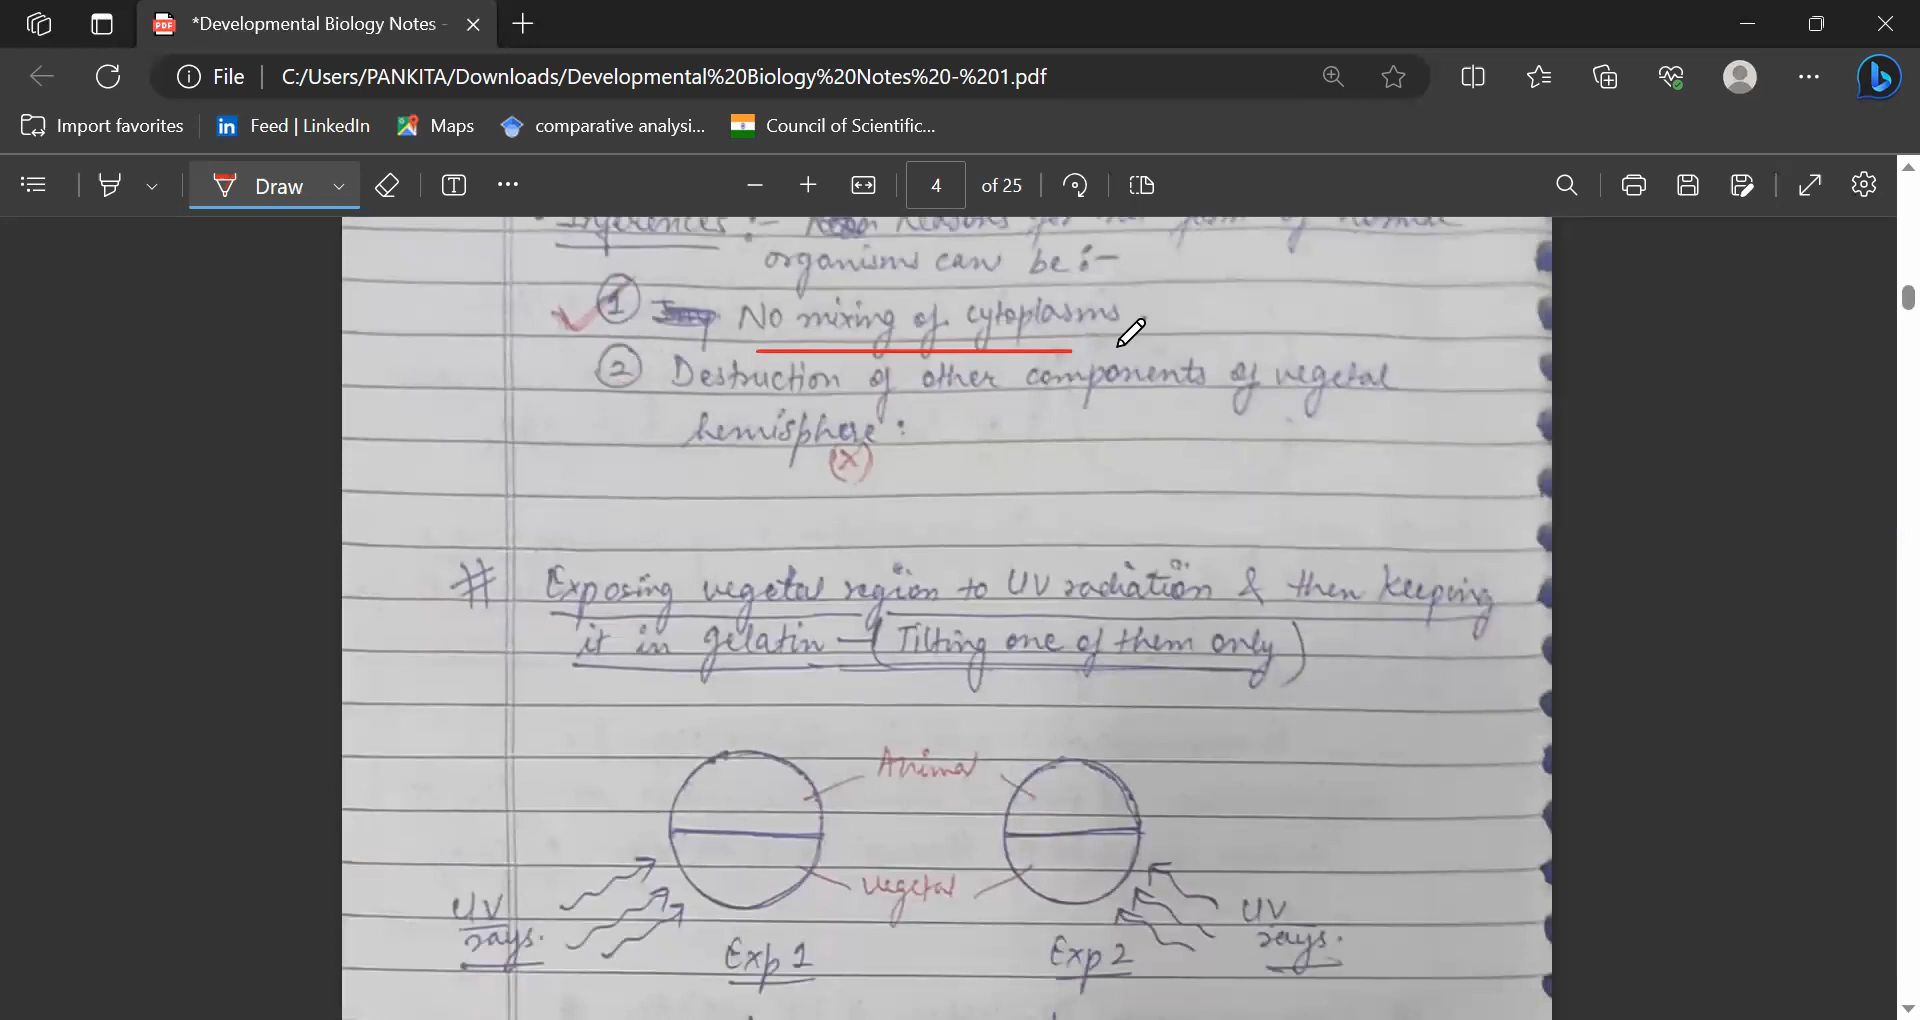 *Developmental Biology Notes -
File
C:/Users/PANKITA/Downloads/Developmental%20Biology%20Notes%20-%201.pdf
Import favorites
Feed | LinkedIn
Maps
comparative analysi...
Council of Scientific...
Draw
4
of 25
Inferences :-
organisms can be :-
1 No mixing of cytoplasms
2 Destruction of other components of vegetal
hemisphere :
(x)
# Exposing vegetal region to UV radiation & then keeping
it in gelatin - (Tilting one of them only)
Animal
vegetal
UV
rays.
Exp 1
Exp 2
UV
rays.